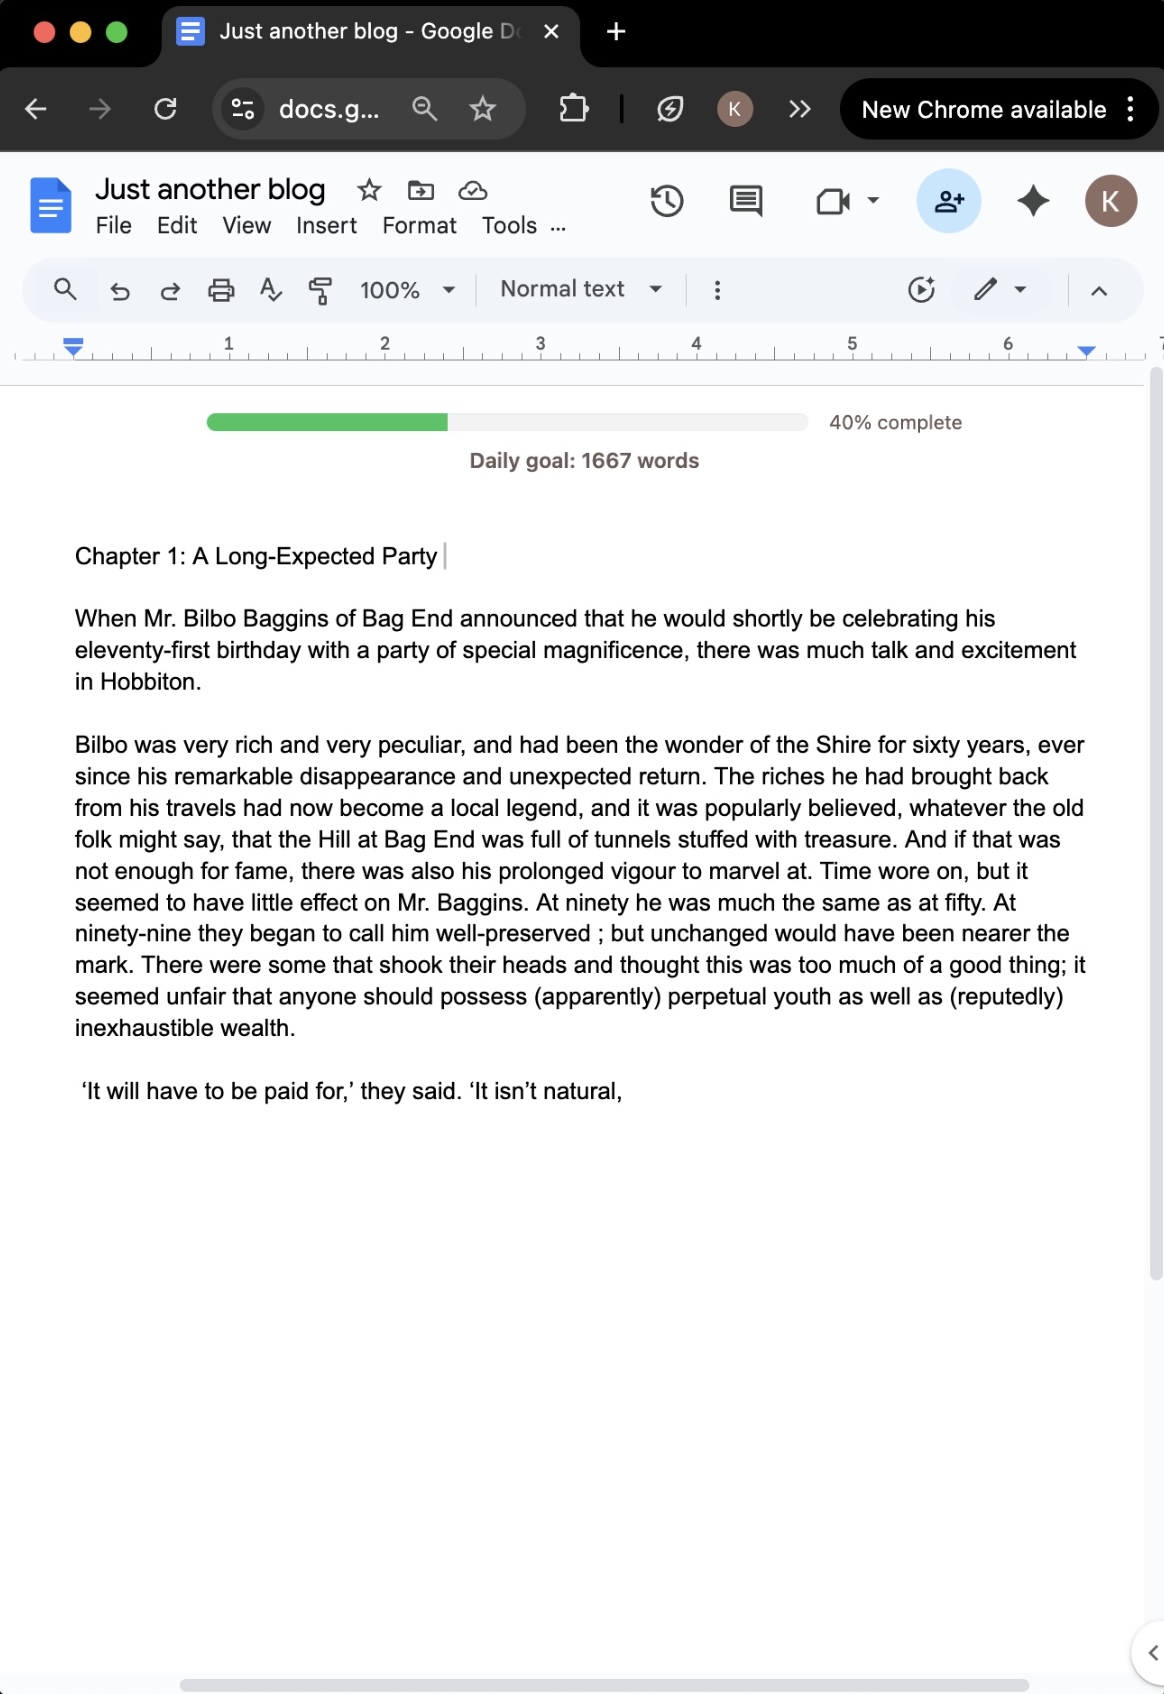 Just another blog - Google Do
docs.g...
K
New Chrome available
Just another blog
File Edit View Insert Format Tools ...
K
100% Normal text
1 2 3 4 5 6 7
40% complete
Daily goal: 1667 words
Chapter 1: A Long-Expected Party
When Mr. Bilbo Baggins of Bag End announced that he would shortly be celebrating his
eleventy-first birthday with a party of special magnificence, there was much talk and excitement
in Hobbiton.
Bilbo was very rich and very peculiar, and had been the wonder of the Shire for sixty years, ever
since his remarkable disappearance and unexpected return. The riches he had brought back
from his travels had now become a local legend, and it was popularly believed, whatever the old
folk might say, that the Hill at Bag End was full of tunnels stuffed with treasure. And if that was
not enough for fame, there was also his prolonged vigour to marvel at. Time wore on, but it
seemed to have little effect on Mr. Baggins. At ninety he was much the same as at fifty. At
ninety-nine they began to call him well-preserved ; but unchanged would have been nearer the
mark. There were some that shook their heads and thought this was too much of a good thing; it
seemed unfair that anyone should possess (apparently) perpetual youth as well as (reputedly)
inexhaustible wealth.
‘It will have to be paid for,’ they said. ‘It isn’t natural,